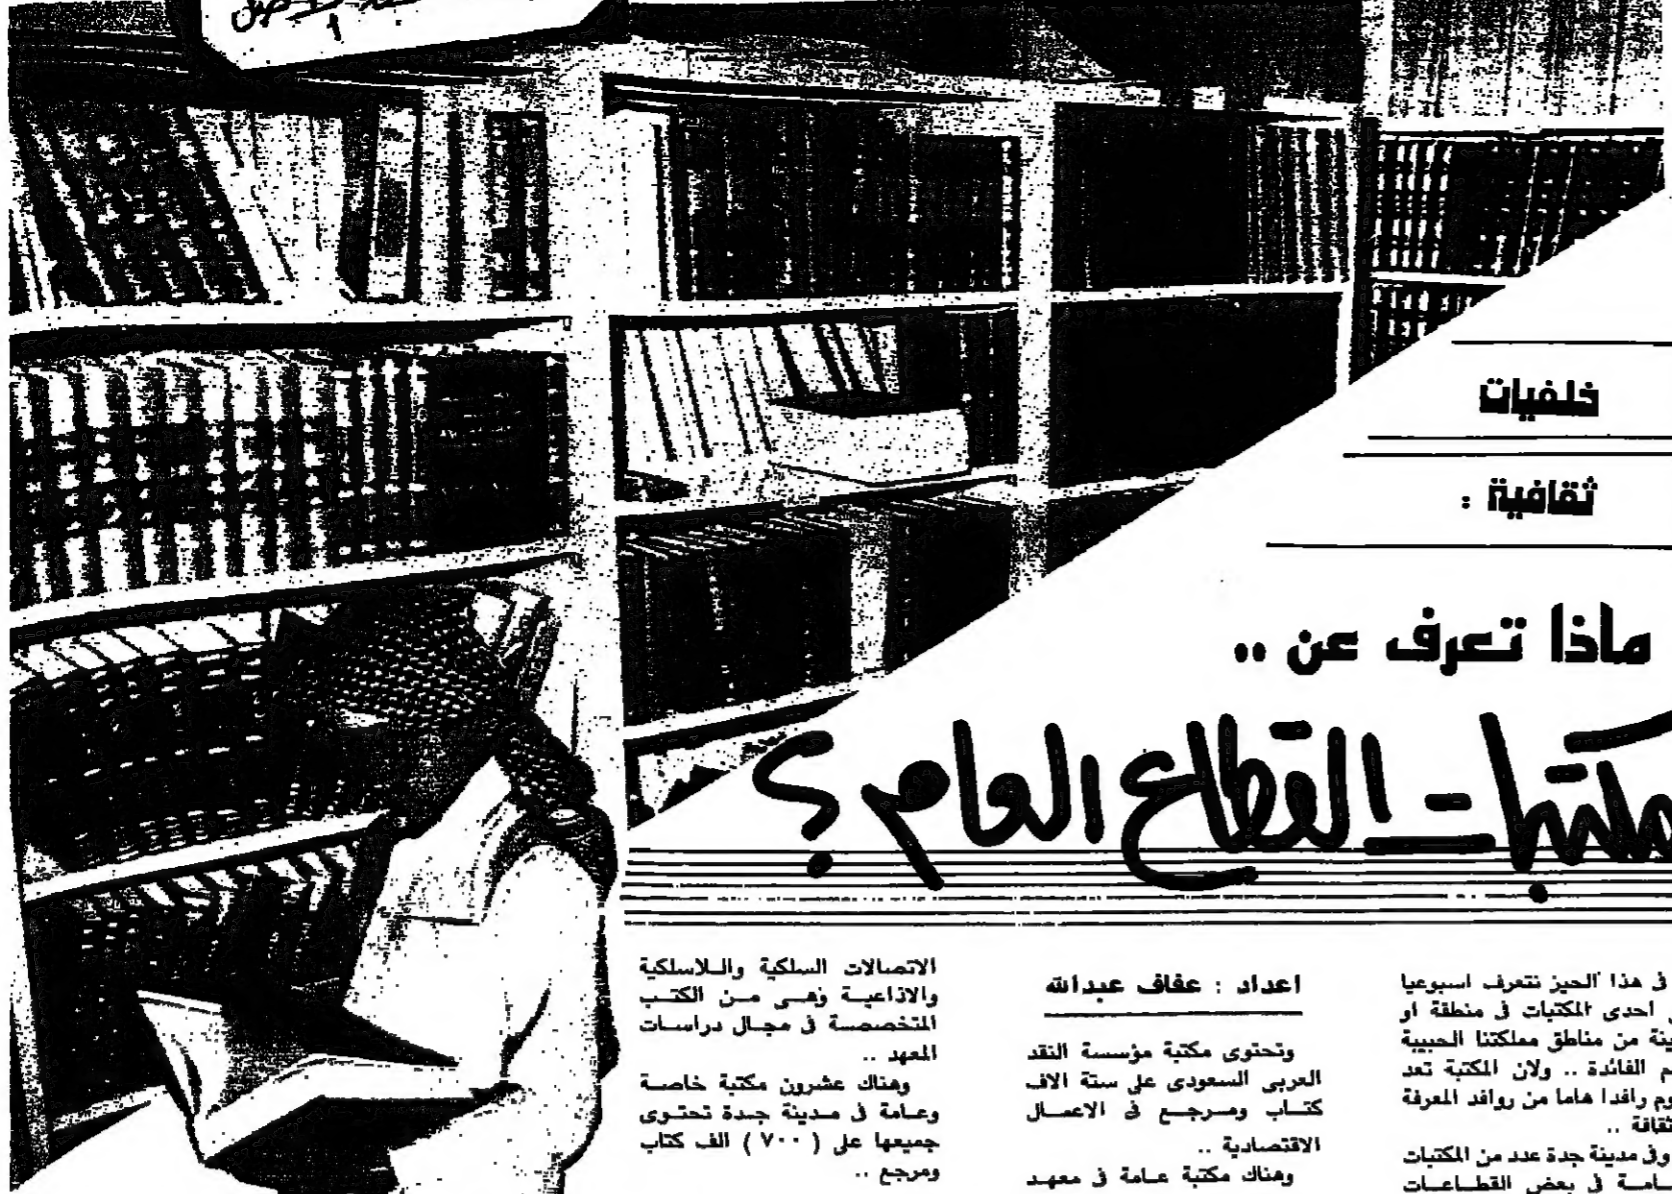 خلفيات
ثقافية :
ماذا تعرف عن ..
مكتبات القطاع العام ؟
فى هذا الحيز نتعرف اسبوعيا
احدى المكتبات فى منطقة او
من مناطق مملكتنا الحبيبة
الفائدة .. ولان المكتبة تعد
رافدا هاما من روافد المعرفة
..
وفى مدينة جدة عدد من المكتبات
فى بعض القطاعات
اعداد : عفاف عبدالله
وتحتوى مكتبة مؤسسة النقد
العربى السعودى على ستة الاف
كتاب ومرجع فى الاعمال
الاقتصادية ..
وهناك مكتبة عامة فى معهد
الاتصالات السلكية واللاسلكية
والاذاعية وهى من الكتب
المتخصصة فى مجال دراسات
المعهد ..
وهناك عشرون مكتبة خاصة
وعامة فى مدينة جدة تحتوى
جميعها على ( ٧٠٠ ) الف كتاب
ومرجع ..